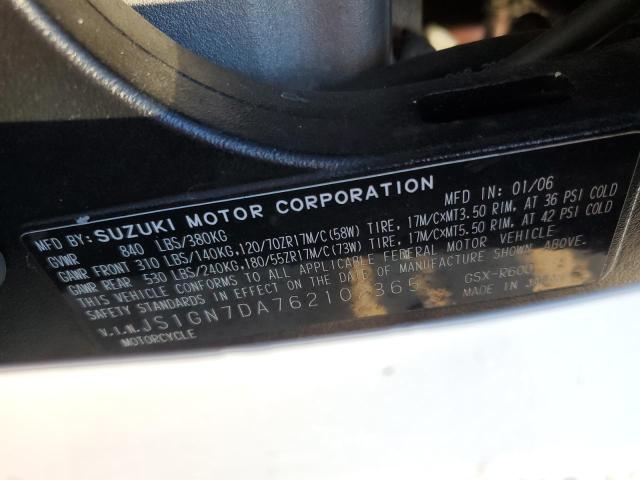 MFD BY: SUZUKI MOTOR CORPORATION MFD IN: 01/06
GVWR 840 LBS/380KG
GAWR FRONT 310 LBS/140KG, 120/70ZR17M/C(58W) TIRE, 17M/CXMT3.50 RIM, AT 36 PSI COLD
GAWR REAR 530 LBS/240KG, 180/55ZR17M/C(73W) TIRE, 17M/CXMT5.50 RIM, AT 42 PSI COLD
THIS VEHICLE CONFORMS TO ALL APPLICABLE FEDERAL MOTOR VEHICLE
SAFETY STANDARDS IN EFFECT ON THE DATE OF MANUFACTURE SHOWN ABOVE.
V.I.N. GSX-R600
MOTORCYCLE MADE IN JAPAN